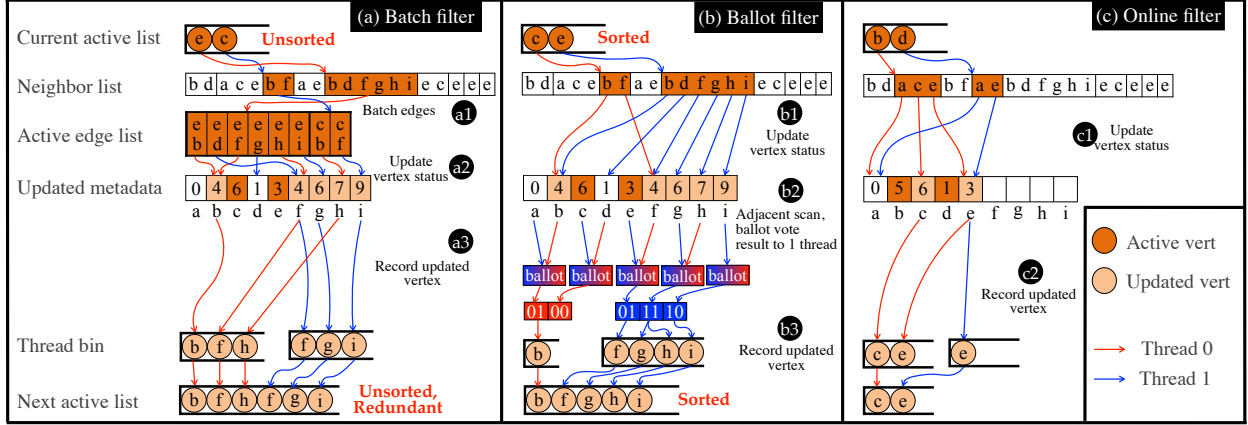 (a) Batch filter
(b) Ballot filter
(c) Online filter
Current active list
Neighbor list
Active edge list
Updated metadata
Thread bin
Next active list
e c
Unsorted
b d a c e b f a e b d f g h i e c e e e
Batch edges
a1
e e e e e e c c
b d f g h i b f
a2
Update
vertex status
0 4 6 1 3 4 6 7 9
a b c d e f g h i
a3
Record updated
vertex
b f h
f g i
b f h f g i
Unsorted,
Redundant
c e
Sorted
b d a c e b f a e b d f g h i e c e e e
b1
Update
vertex status
0 4 6 1 3 4 6 7 9
a b c d e f g h i
b2
Adjacent scan,
ballot vote
result to 1 thread
ballot ballot ballot ballot ballot
01 00
01 11 10
b3
Record updated
vertex
b
f g h i
b f g h i
Sorted
b d
b d a c e b f a e b d f g h i e c e e e
c1
Update
vertex status
0 5 6 1 3
a b c d e f g h i
c2
Record updated
vertex
c e
e
c e
Active vert
Updated vert
Thread 0
Thread 1